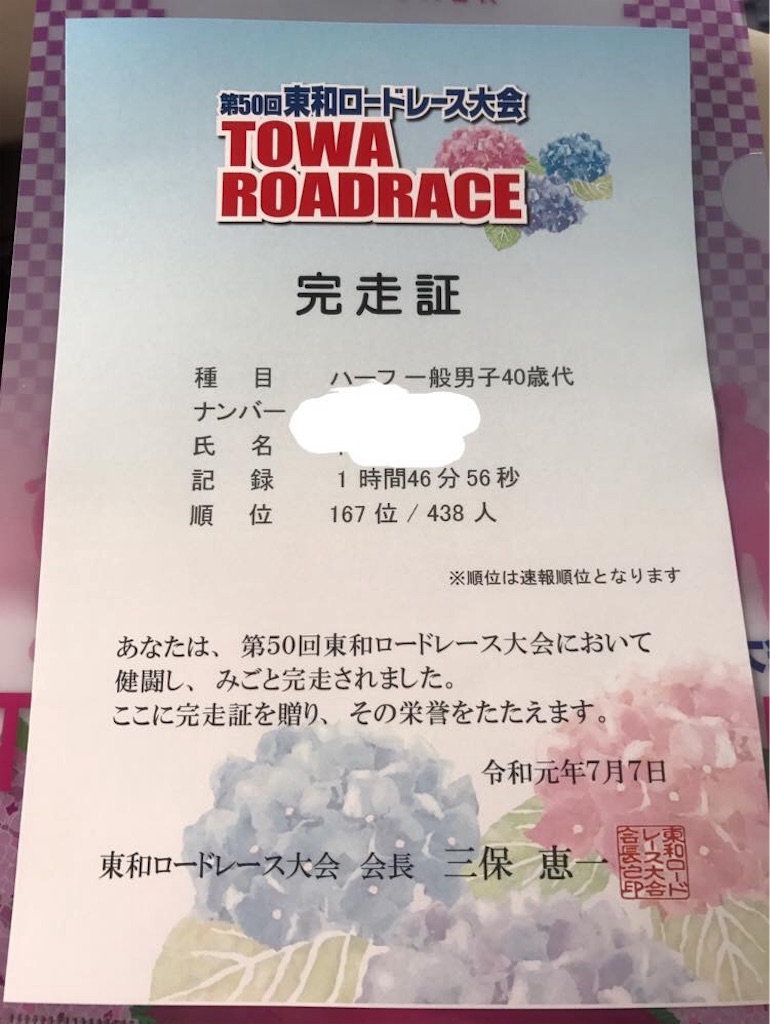 第50回東和ロードレース大会
TOWA
ROADRACE
完走証
種目 ハーフ 一般男子40歳代
ナンバー
氏名
記録 1 時間46 分 56 秒
順位 167 位 / 438 人
※順位は速報順位となります
あなたは、第50回東和ロードレース大会において
健闘し、みごと完走されました。
ここに完走証を贈り、その栄誉をたたえます。
令和元年7月7日
東和ロードレース大会 会長 三保 恵一
東和ロード
レース大会
会長之印